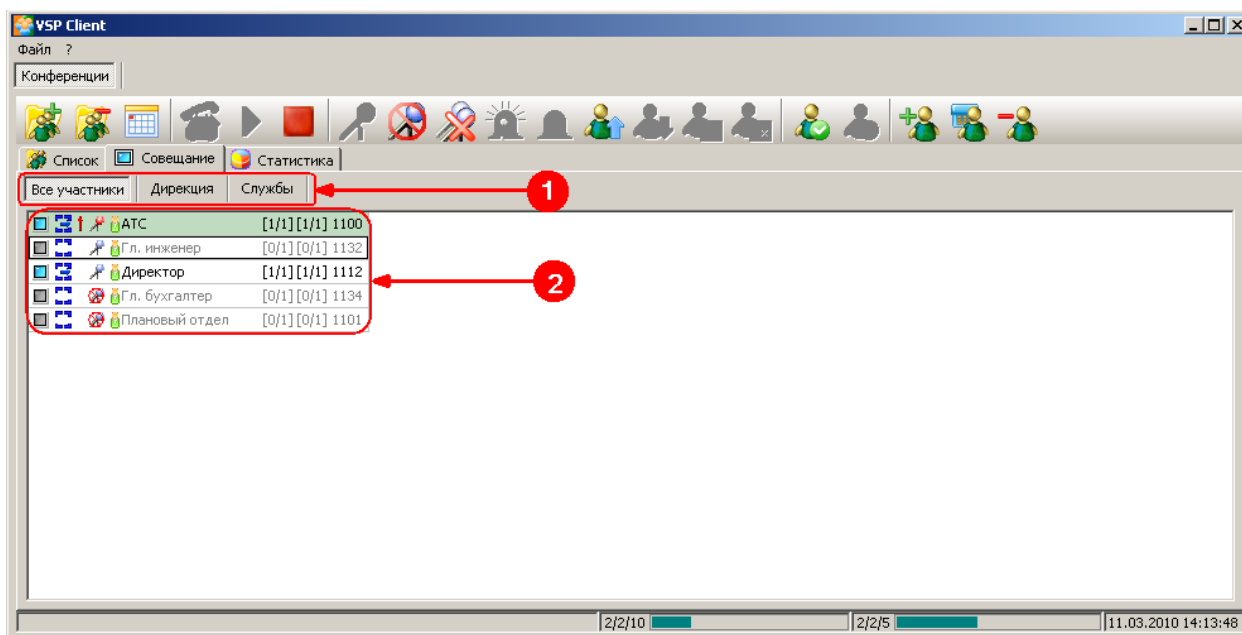 VSP Client
Файл ?
Конференции
Список Совещание Статистика
Все участники Дирекция Службы 1
АТС [1/1] [1/1] 1100
Гл. инженер [0/1] [0/1] 1132
Директор [1/1] [1/1] 1112 2
Гл. бухгалтер [0/1] [0/1] 1134
Плановый отдел [0/1] [0/1] 1101
2/2/10 2/2/5 11.03.2010 14:13:48